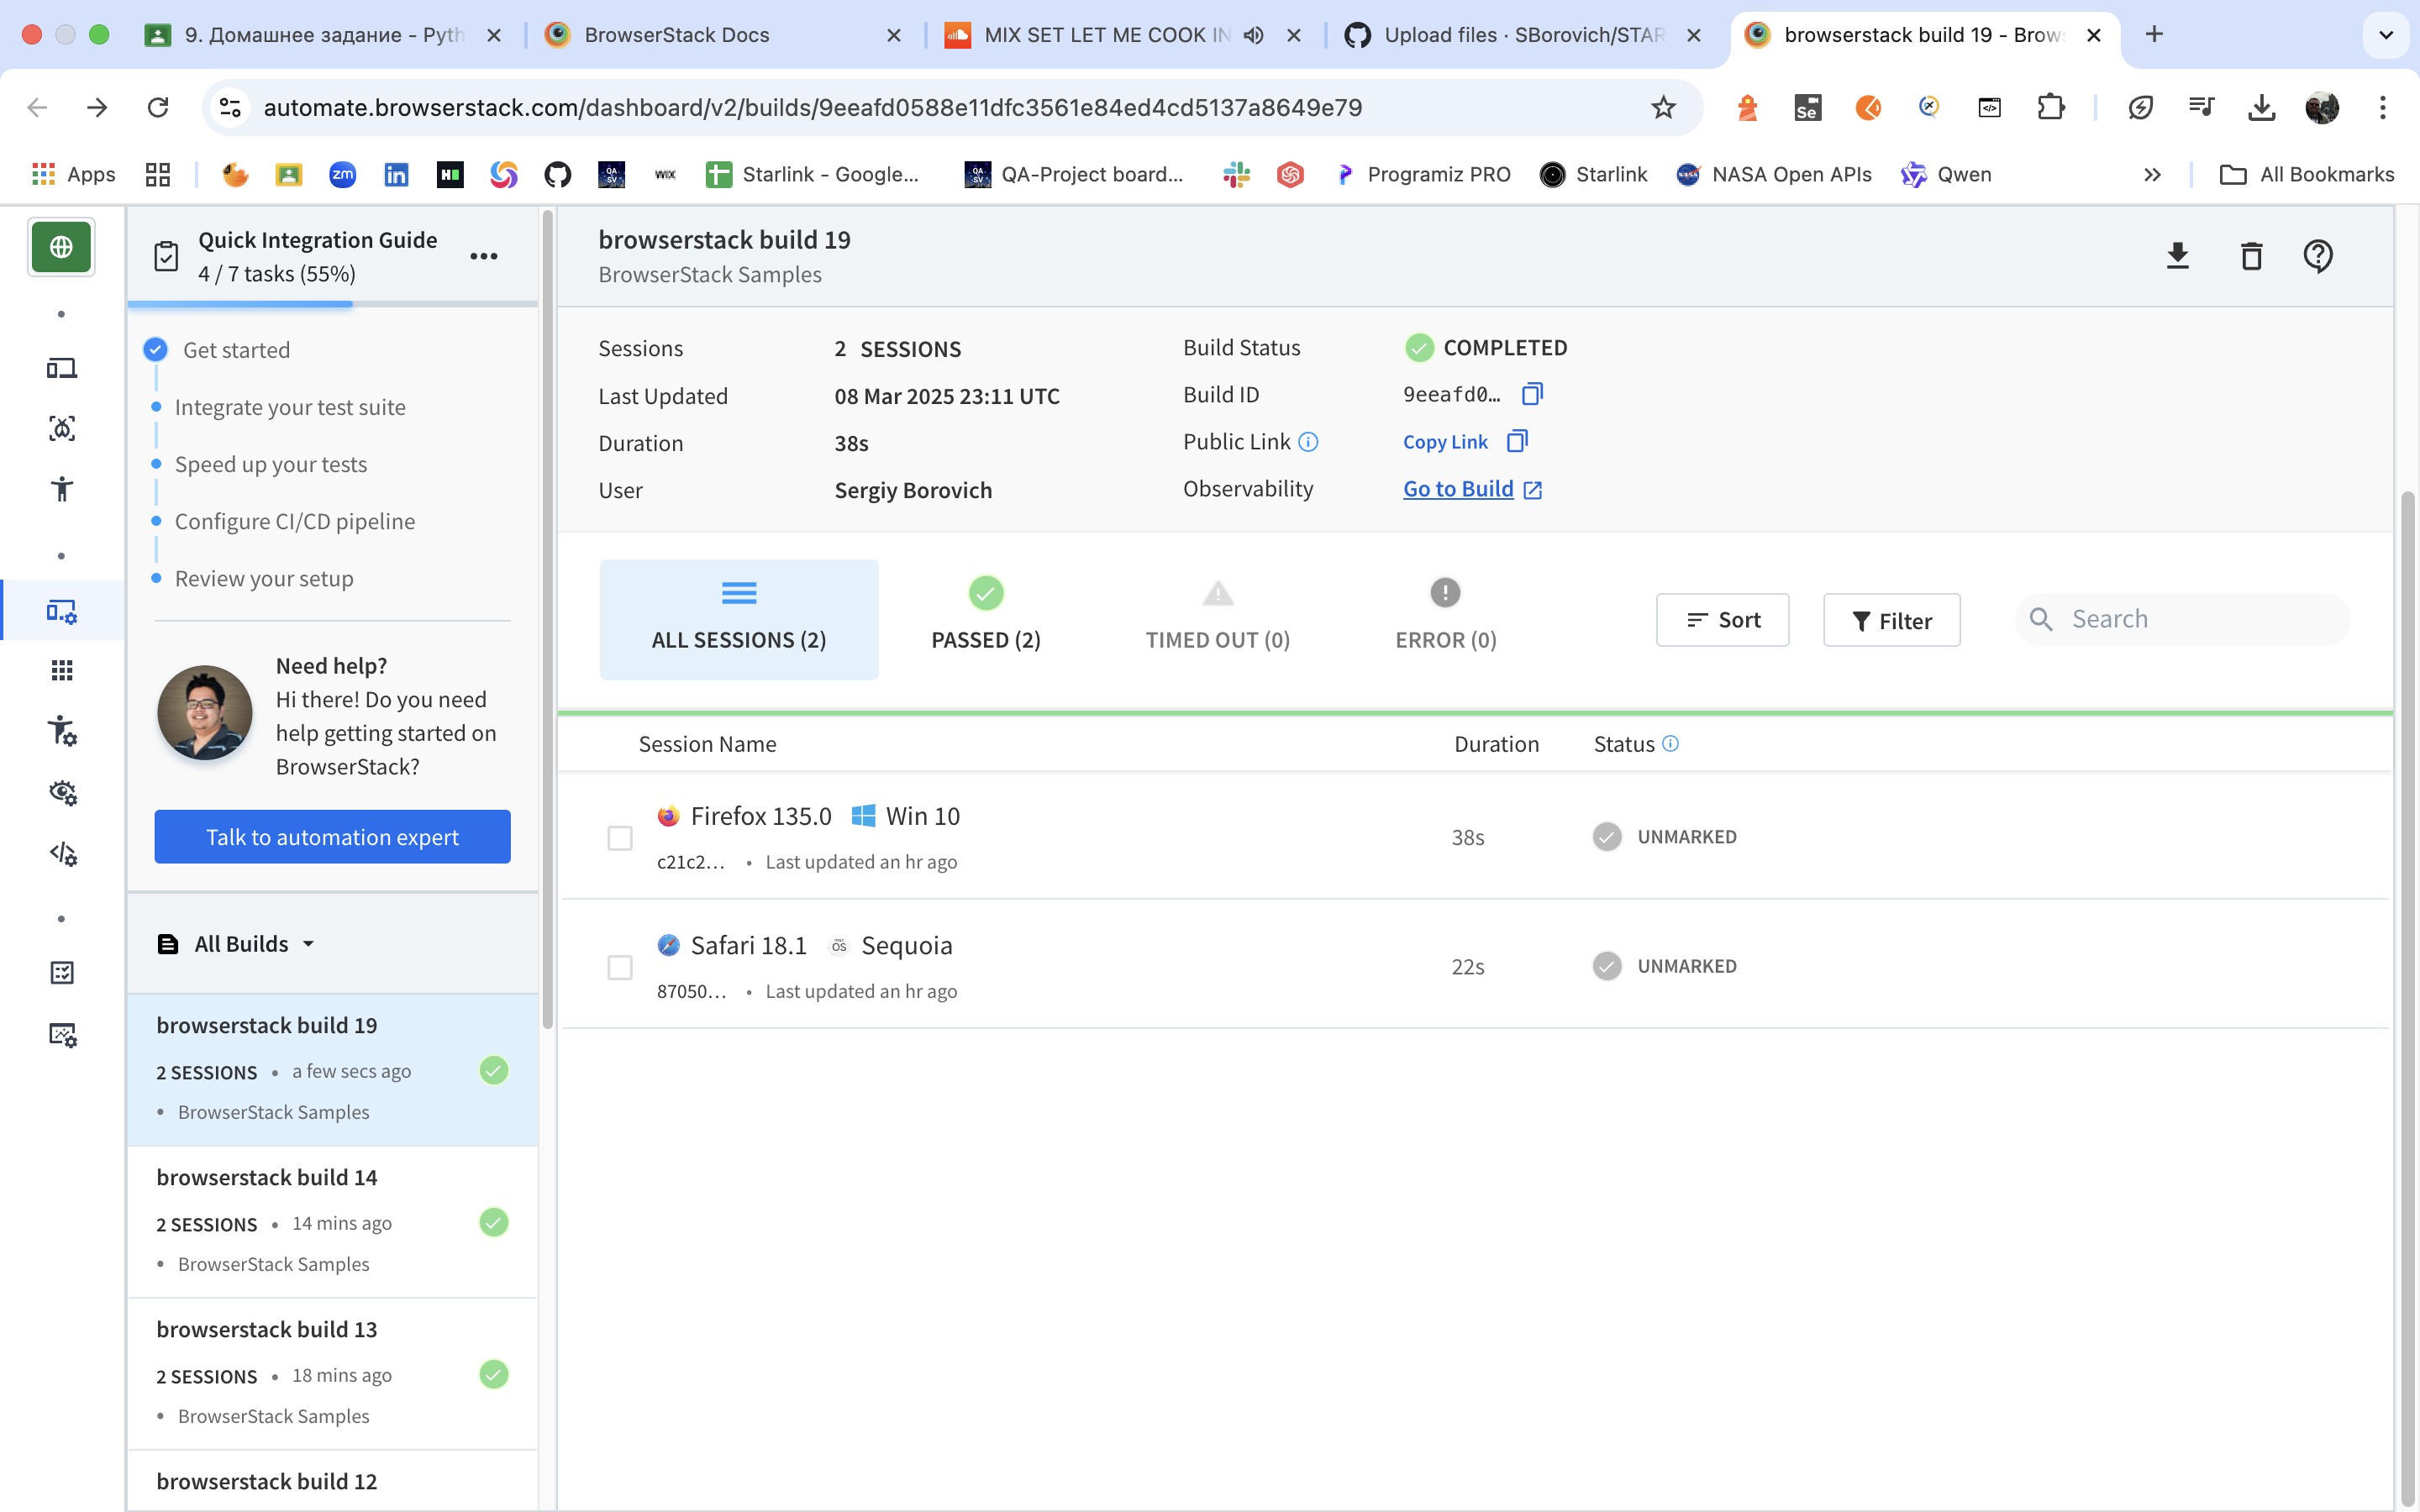 9. Домашнее задание - Pyth
BrowserStack Docs
MIX SET LET ME COOK IN
Upload files · SBorovich/STAR
browserstack build 19 - Brow
automate.browserstack.com/dashboard/v2/builds/9eeafd0588e11dfc3561e84ed4cd5137a8649e79
Apps
Starlink - Google...
QA-Project board...
Programiz PRO
Starlink
NASA Open APIs
Qwen
All Bookmarks
Quick Integration Guide
4 / 7 tasks (55%)
Get started
Integrate your test suite
Speed up your tests
Configure CI/CD pipeline
Review your setup
Need help?
Hi there! Do you need
help getting started on
BrowserStack?
Talk to automation expert
All Builds
browserstack build 19
2 SESSIONS • a few secs ago
• BrowserStack Samples
browserstack build 14
2 SESSIONS • 14 mins ago
• BrowserStack Samples
browserstack build 13
2 SESSIONS • 18 mins ago
• BrowserStack Samples
browserstack build 12
browserstack build 19
BrowserStack Samples
Sessions 2 SESSIONS
Last Updated 08 Mar 2025 23:11 UTC
Duration 38s
User Sergiy Borovich
Build Status COMPLETED
Build ID 9eeafd0...
Public Link Copy Link
Observability Go to Build
ALL SESSIONS (2)
PASSED (2)
TIMED OUT (0)
ERROR (0)
Sort
Filter
Search
Session Name Duration Status
Firefox 135.0 Win 10
c21c2... • Last updated an hr ago
38s UNMARKED
Safari 18.1 Sequoia
87050... • Last updated an hr ago
22s UNMARKED